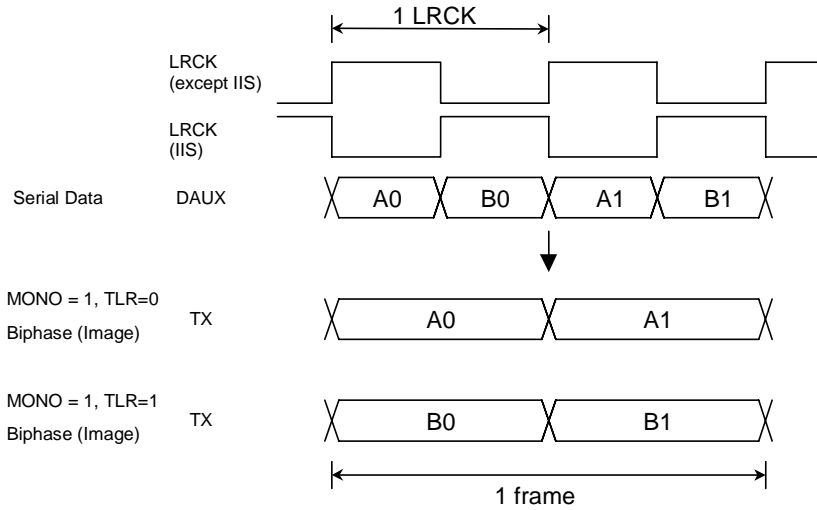 1 LRCK
LRCK
(except IIS)
LRCK
(IIS)
Serial Data DAUX A0 B0 A1 B1
MONO = 1, TLR=0
Biphase (Image)
TX A0 A1
MONO = 1, TLR=1
Biphase (Image)
TX B0 B1
1 frame